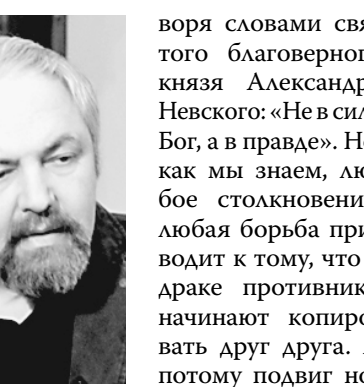 воря словами свя
того благоверног
князя Александр
Невского: «Не в сил
Бог, а в правде». Н
как мы знаем, лю
бое столкновени
любая борьба при
водит к тому, что
драке противник
начинают копиро
вать друг друга.
потому подвиг но